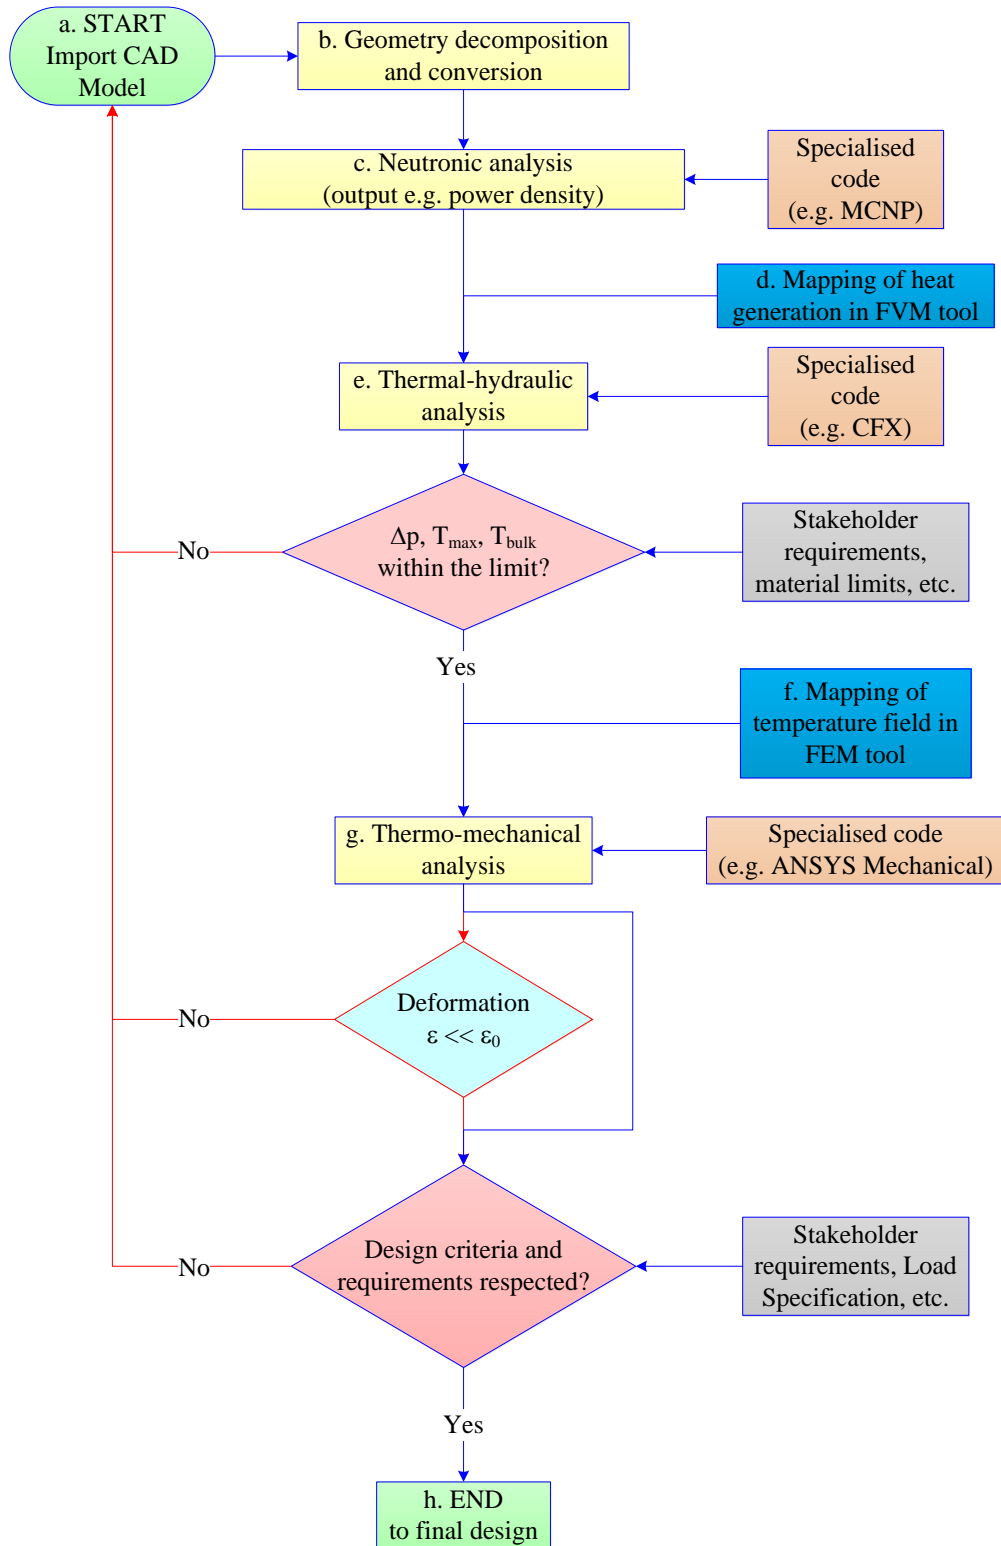 a. START
Import CAD
Model
b. Geometry decomposition
and conversion
c. Neutronic analysis
(output e.g. power density)
Specialised
code
(e.g. MCNP)
d. Mapping of heat
generation in FVM tool
e. Thermal-hydraulic
analysis
Specialised
code
(e.g. CFX)
Δp, Tmax, Tbulk
within the limit?
No
Stakeholder
requirements,
material limits, etc.
Yes
f. Mapping of
temperature field in
FEM tool
g. Thermo-mechanical
analysis
Specialised code
(e.g. ANSYS Mechanical)
Deformation
ε << ε0
No
Design criteria and
requirements respected?
No
Stakeholder
requirements, Load
Specification, etc.
Yes
h. END
to final design